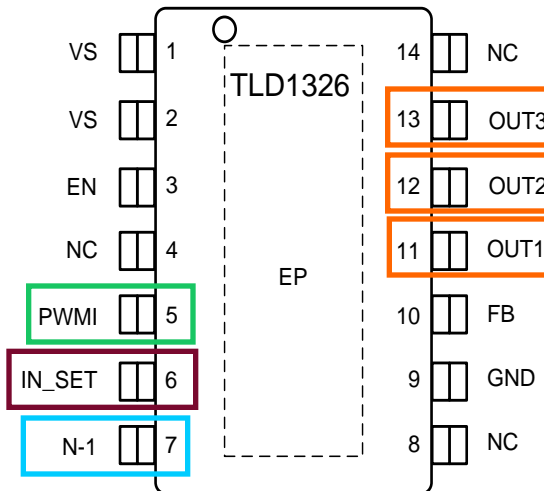 VS 1 14 NC
TLD1326
VS 2 13 OUT3
EN 3 12 OUT2
NC 4 11 OUT1
EP
PWMI 5 10 FB
IN_SET 6 9 GND
N-1 7 8 NC